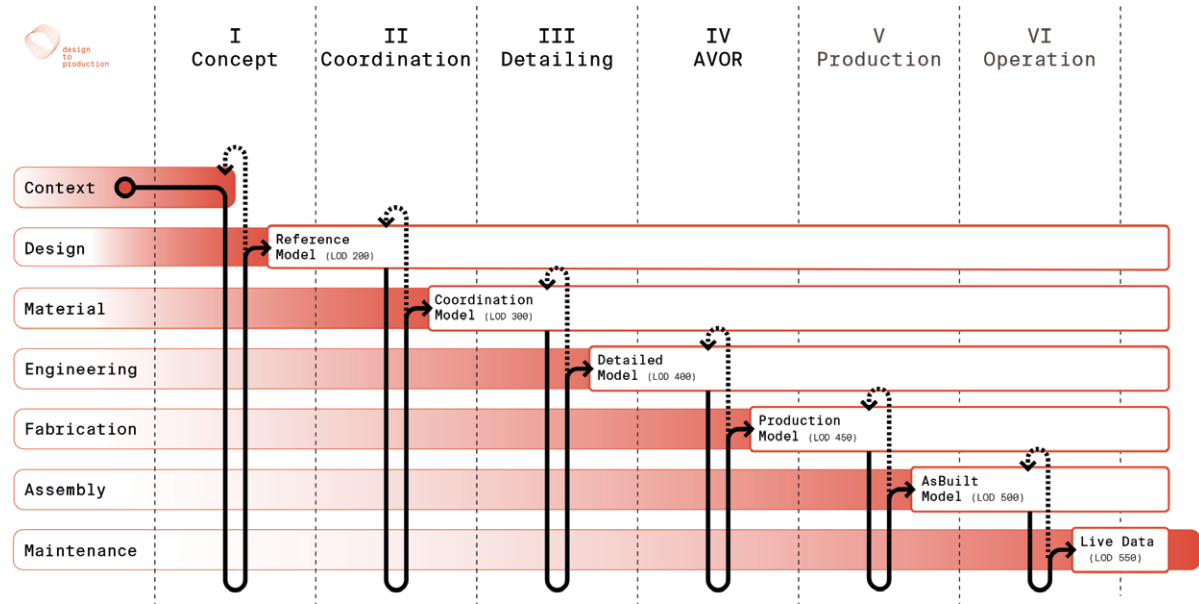 design
to
production
I
Concept
II
Coordination
III
Detailing
IV
AVOR
V
Production
VI
Operation
Context
Design
Reference
Model (LOD 200)
Material
Coordination
Model (LOD 300)
Engineering
Detailed
Model (LOD 400)
Fabrication
Production
Model (LOD 450)
Assembly
AsBuilt
Model (LOD 500)
Maintenance
Live Data
(LOD 550)